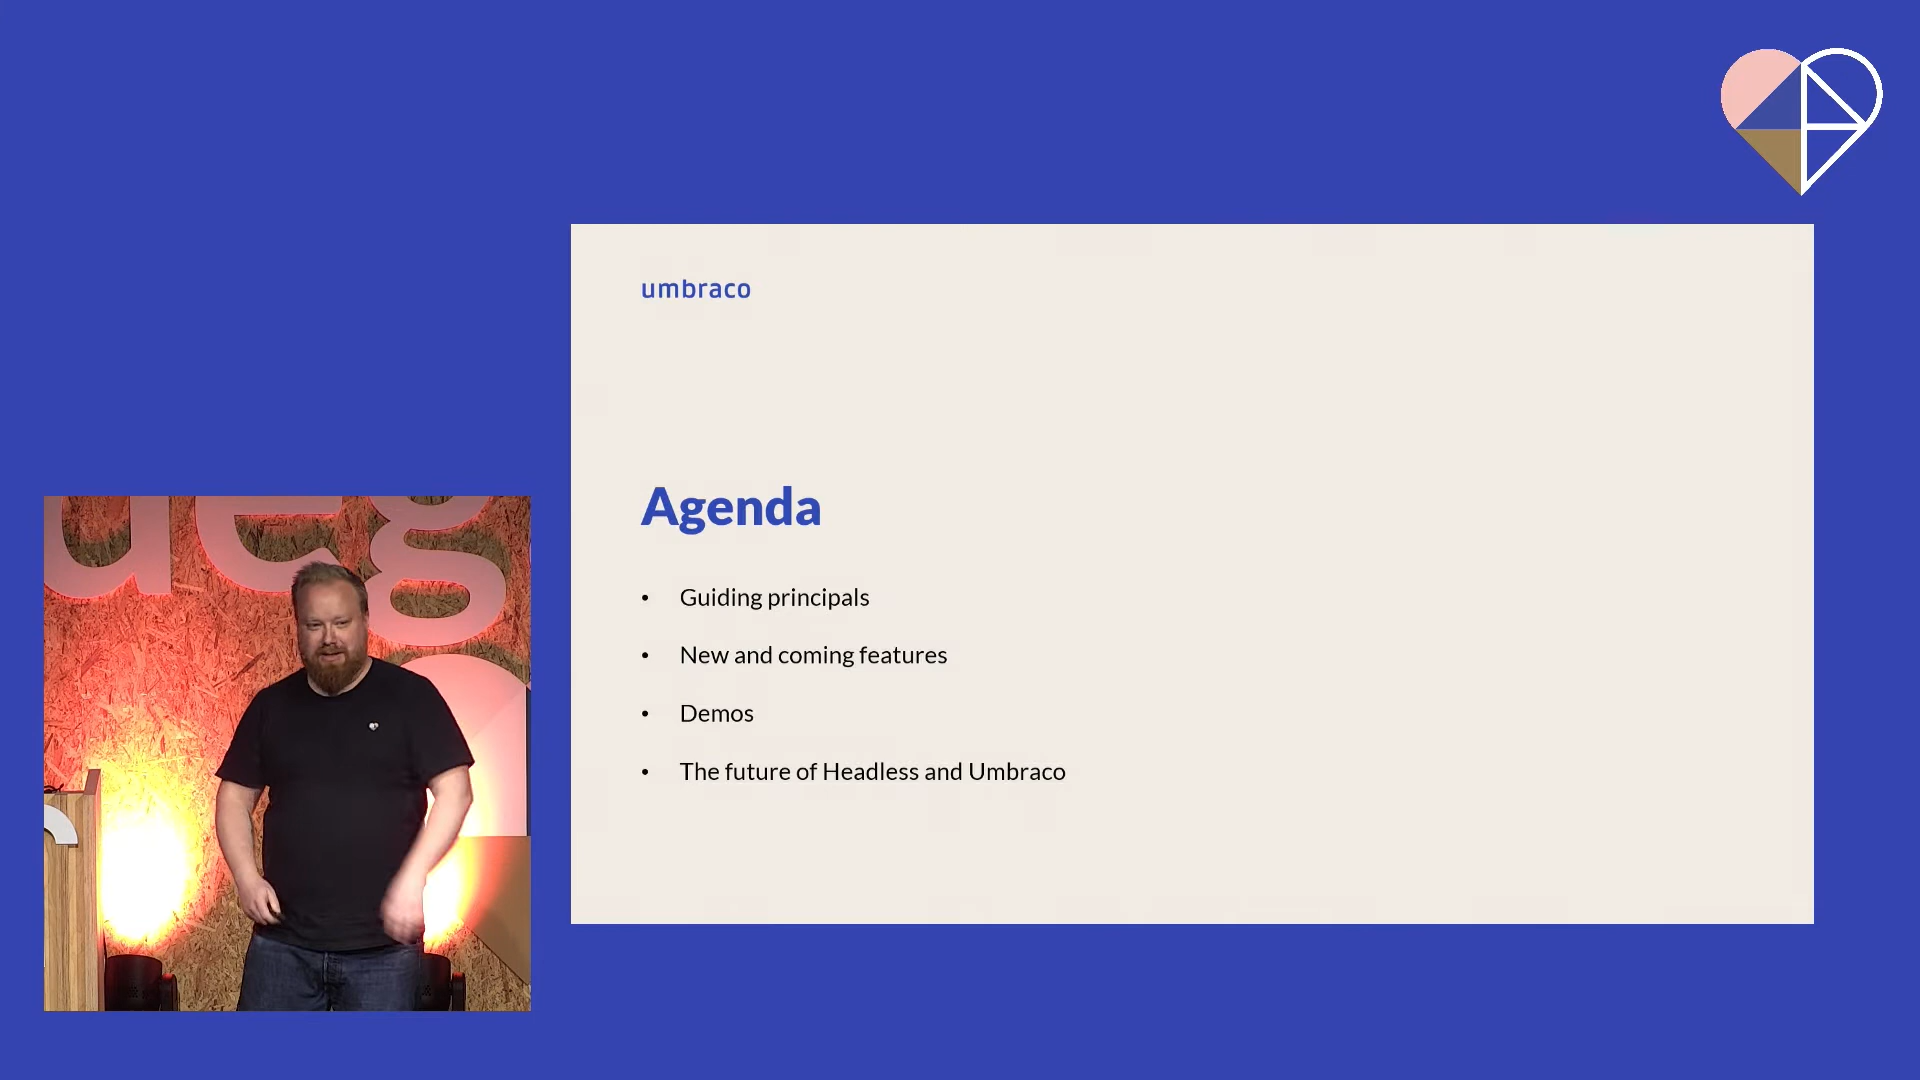 umbraco
Agenda
• Guiding principals
• New and coming features
• Demos
• The future of Headless and Umbraco